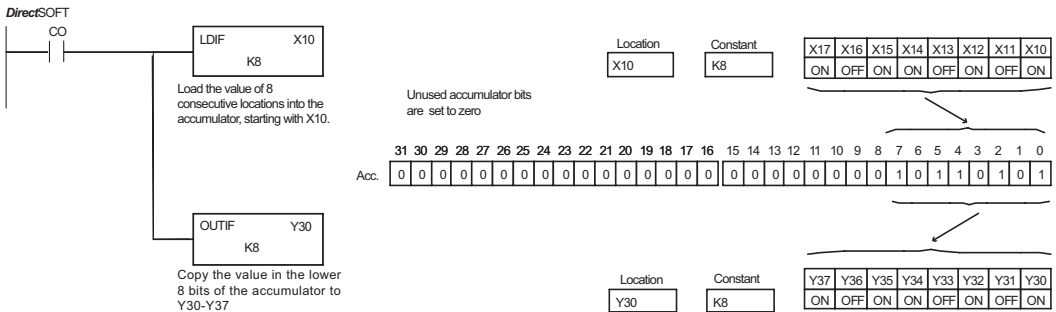 DirectSOFT
CO
LDIF X10
K8
Load the value of 8
consecutive locations into the
accumulator, starting with X10.
Location Constant
X10 K8
X17 X16 X15 X14 X13 X12 X11 X10
ON OFF ON ON OFF ON OFF ON
Unused accumulator bits
are set to zero
31 30 29 28 27 26 25 24 23 22 21 20 19 18 17 16 15 14 13 12 11 10 9 8 7 6 5 4 3 2 1 0
Acc. 0 0 0 0 0 0 0 0 0 0 0 0 0 0 0 0 0 0 0 0 0 0 0 0 1 0 1 1 0 1 0 1
OUTIF Y30
K8
Copy the value in the lower
8 bits of the accumulator to
Y30-Y37
Location Constant
Y30 K8
Y37 Y36 Y35 Y34 Y33 Y32 Y31 Y30
ON OFF ON ON OFF ON OFF ON